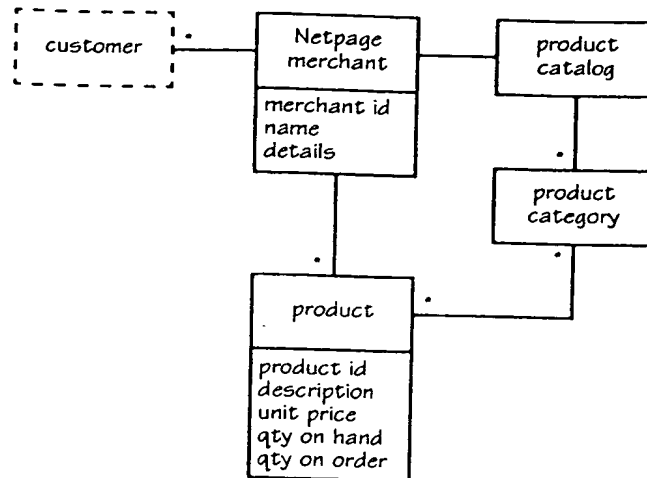 customer
Netpage
merchant
merchant id
name
details
product
catalog
product
category
product
product id
description
unit price
qty on hand
qty on order